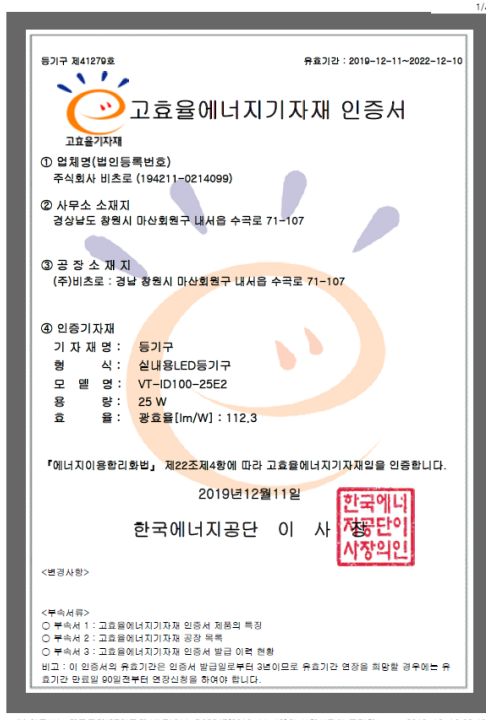 등기구 제41279호
유효기간 : 2019-12-11~2022-12-10
고효율에너지기자재 인증서
고효율기자재
① 업체명(법인등록번호)
주식회사 비츠로 (194211-0214099)
② 사무소 소재지
경상남도 창원시 마산회원구 내서읍 수곡로 71-107
③ 공 장 소 재 지
(주)비츠로 : 경남 창원시 마산회원구 내서읍 수곡로 71-107
④ 인증기자재
기 자 재 명 : 등기구
형 식 : 실내용LED등기구
모 델 명 : VT-ID100-25E2
용 량 : 25 W
효 율 : 광효율[lm/W] : 112.3
『에너지이용합리화법』 제22조제4항에 따라 고효율에너지기자재임을 인증합니다.
2019년12월11일
한국에너지공단 이 사 장
한국에너
지공단이
사장의인
<변경사항>
<부속서류>
○ 부속서 1 : 고효율에너지기자재 인증서 제품의 특징
○ 부속서 2 : 고효율에너지기자재 공장 목록
○ 부속서 3 : 고효율에너지기자재 인증서 발급 이력 현황
비고 : 이 인증서의 유효기간은 인증서 발급일로부터 3년이므로 유효기간 연장을 희망할 경우에는 유
효기간 만료일 90일전부터 연장신청을 하여야 합니다.